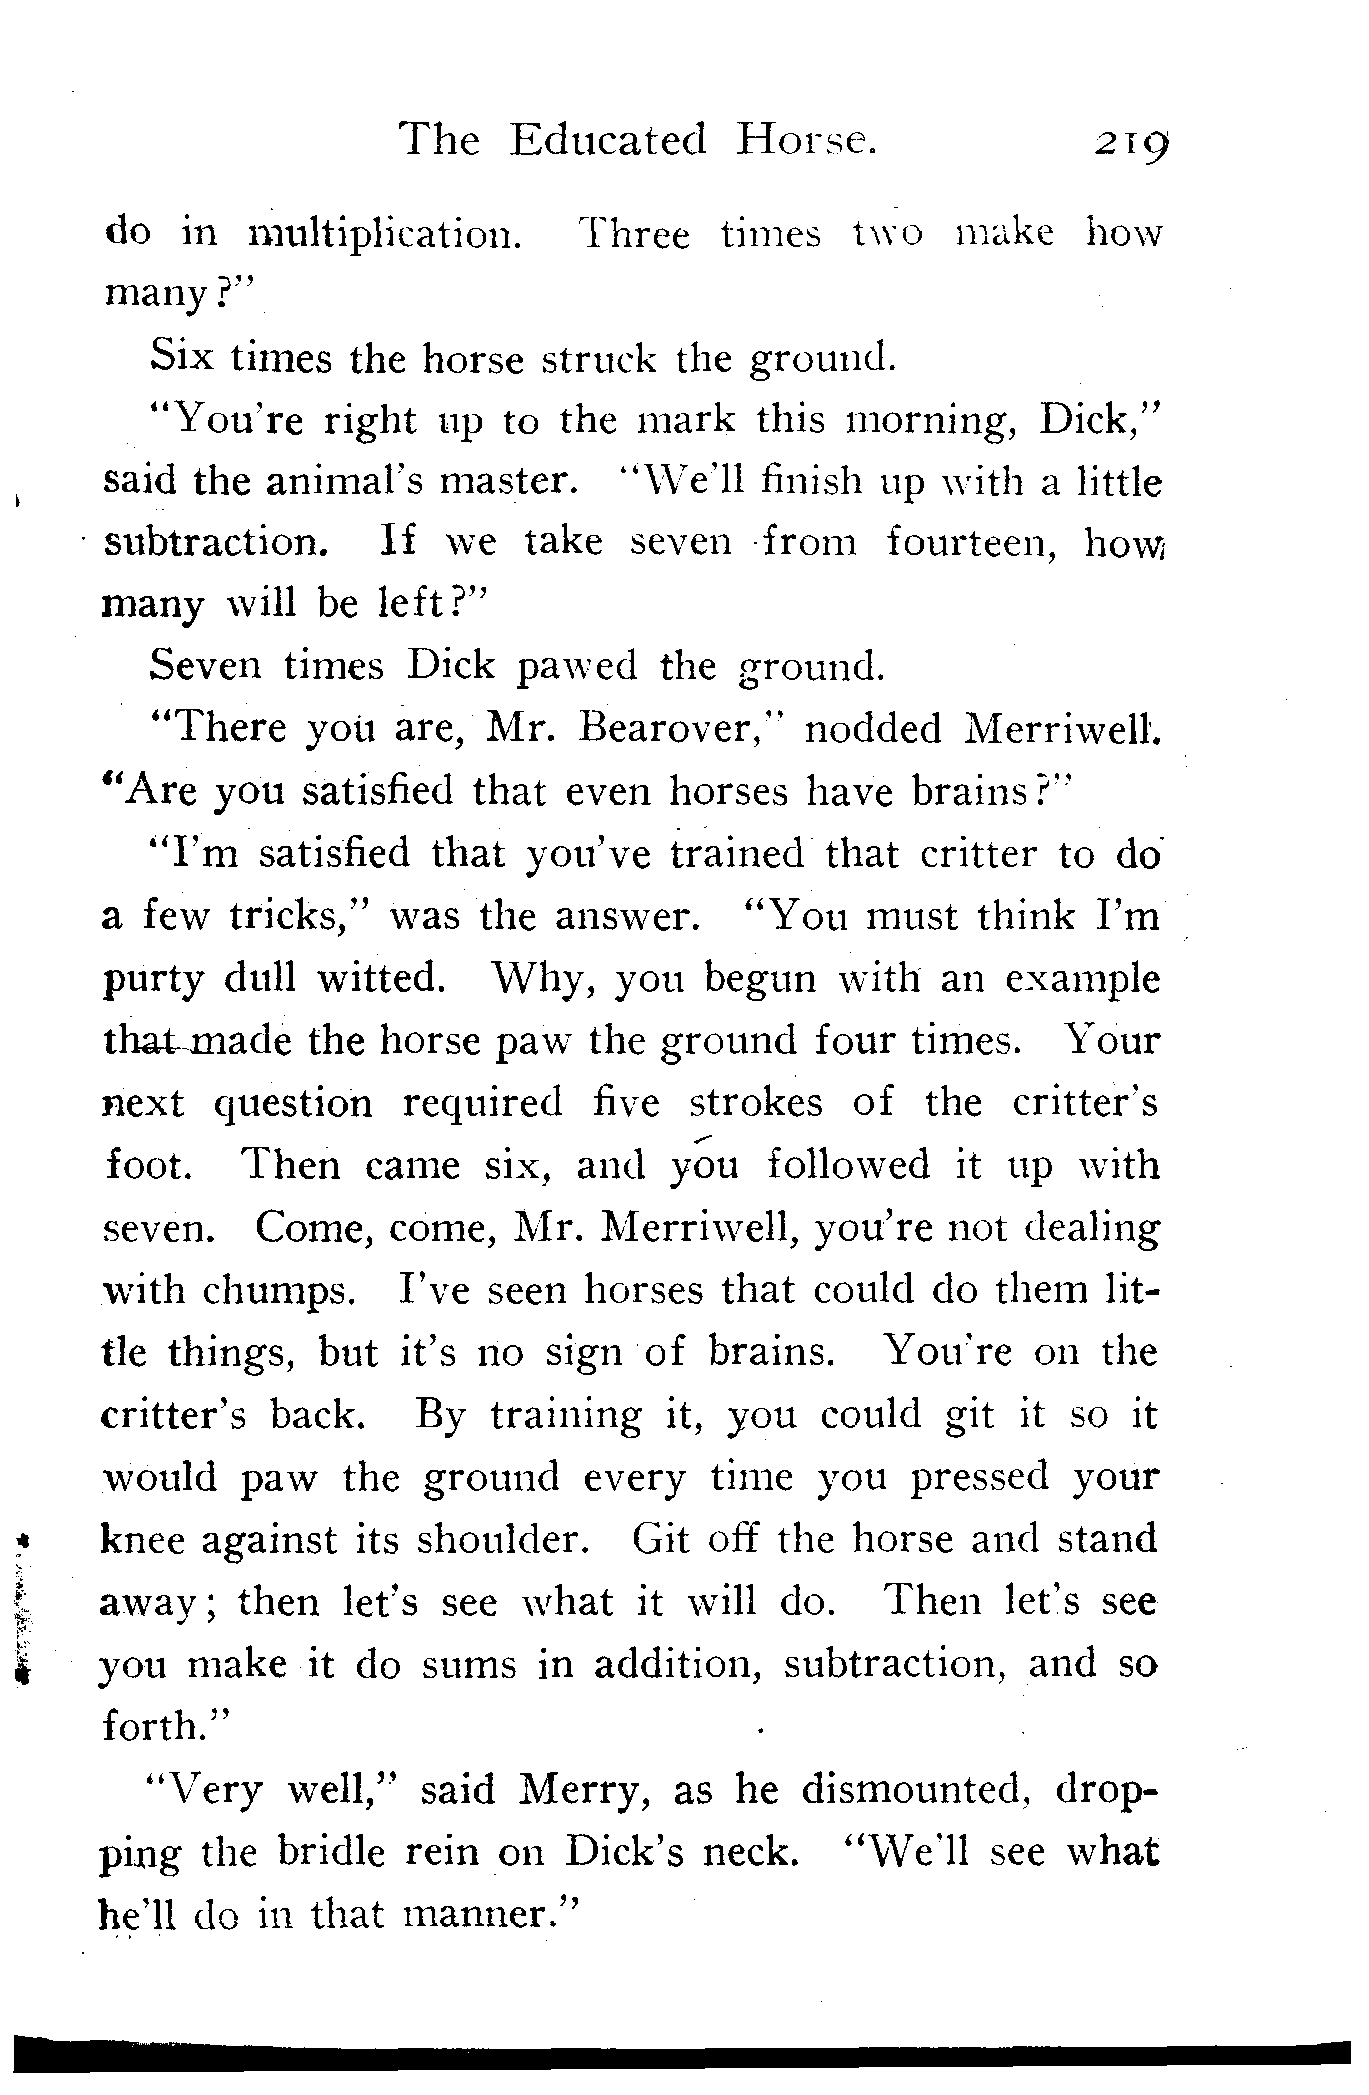 The Educated Horse. 219
do in multiplication. Three times two make how
many?"
Six times the horse struck the ground.
"You're right up to the mark this morning, Dick,"
said the animal's master. "We'll finish up with a little
subtraction. If we take seven from fourteen, how
many will be left?"
Seven times Dick pawed the ground.
"There you are, Mr. Bearover," nodded Merriwell.
"Are you satisfied that even horses have brains?"
"I'm satisfied that you've trained that critter to do
a few tricks," was the answer. "You must think I'm
purty dull witted. Why, you begun with an example
that made the horse paw the ground four times. Your
next question required five strokes of the critter's
foot. Then came six, and you followed it up with
seven. Come, come, Mr. Merriwell, you're not dealing
with chumps. I've seen horses that could do them lit-
tle things, but it's no sign of brains. You're on the
critter's back. By training it, you could git it so it
would paw the ground every time you pressed your
knee against its shoulder. Git off the horse and stand
away; then let's see what it will do. Then let's see
you make it do sums in addition, subtraction, and so
forth."
"Very well," said Merry, as he dismounted, drop-
ping the bridle rein on Dick's neck. "We'll see what
he'll do in that manner."